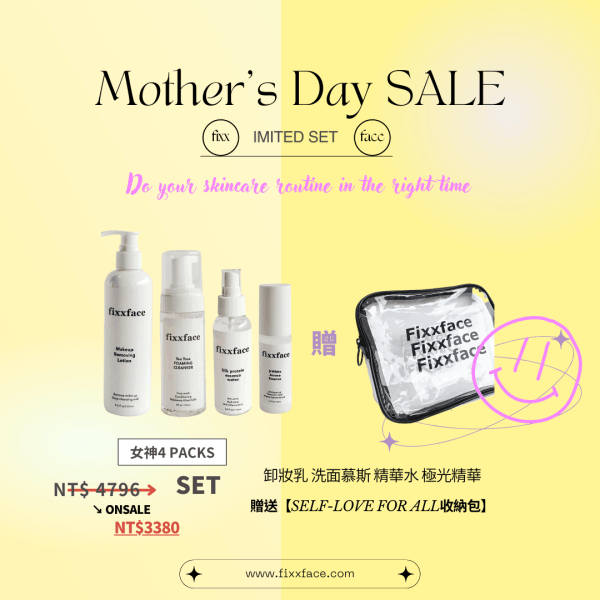 Mother's Day SALE
fixx IMITED SET face
Do your skincare routine in the right time
fixxface
Makeup
Removing
Lotion
fixxface
Tea Tree
FOAMING
CLEANSER
fixxface
Silk protein
essence
water
fixxface
Essence
贈
Fixxface
Fixxface
Fixxface
女神4 PACKS
NT$ 4796 SET
↘ ONSALE
NT$3380
卸妝乳 洗面慕斯 精華水 極光精華
贈送【SELF-LOVE FOR ALL收納包】
www.fixxface.com